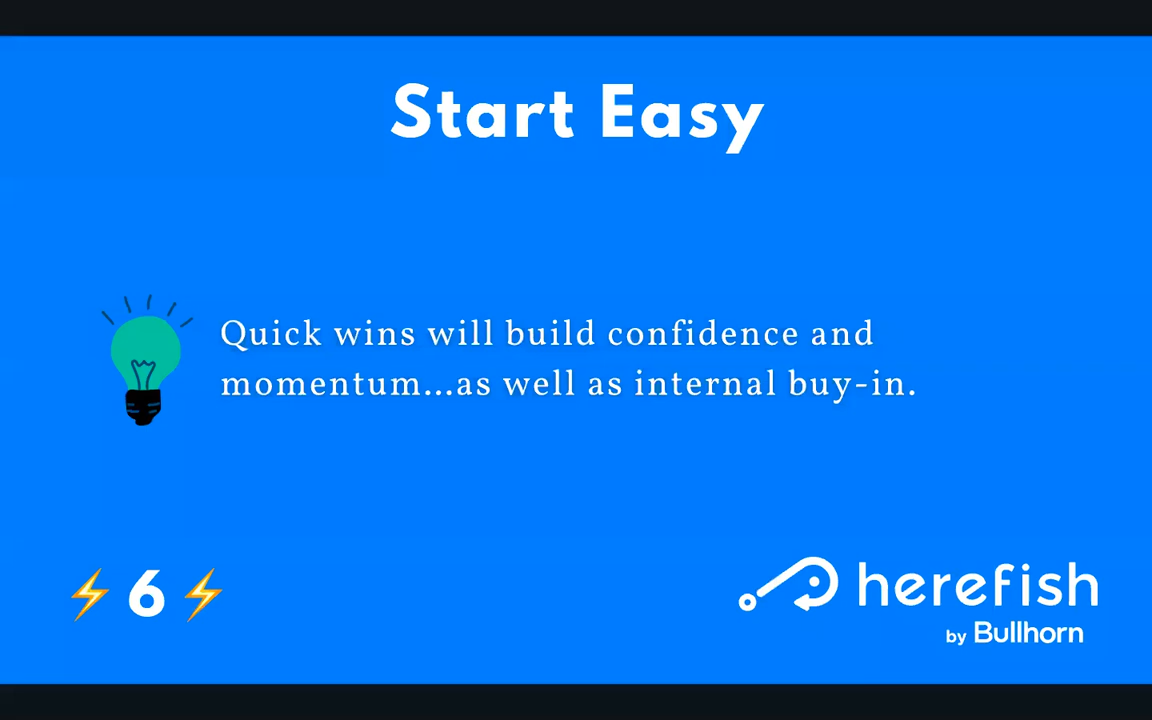 Start Easy
Quick wins will build confidence and
momentum...as well as internal buy-in.
⚡ 6 ⚡
herefish
by Bullhorn